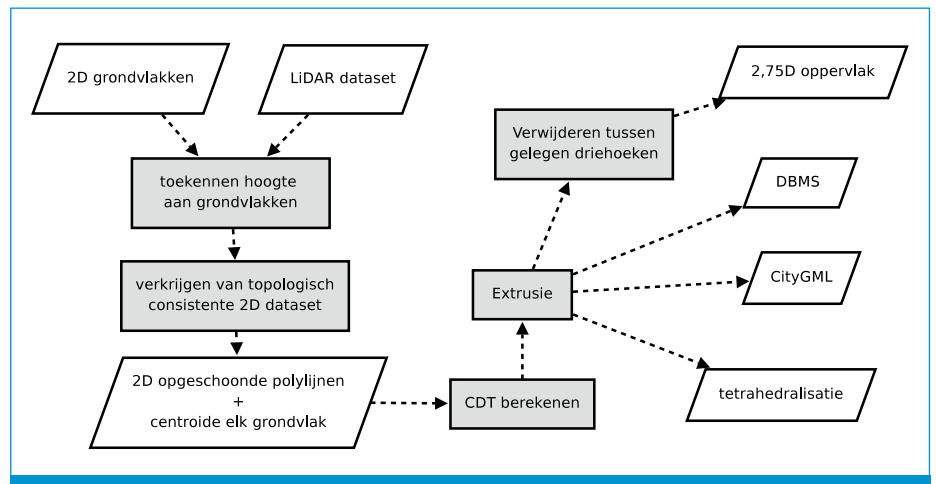 2D grondvlakken
LiDAR dataset
toekennen hoogte
aan grondvlakken
verkrijgen van topologisch
consistente 2D dataset
2D opgeschoonde polylijnen
+
centroide elk grondvlak
CDT berekenen
Extrusie
Verwijderen tussen
gelegen driehoeken
2,75D oppervlak
DBMS
CityGML
tetrahedralisatie